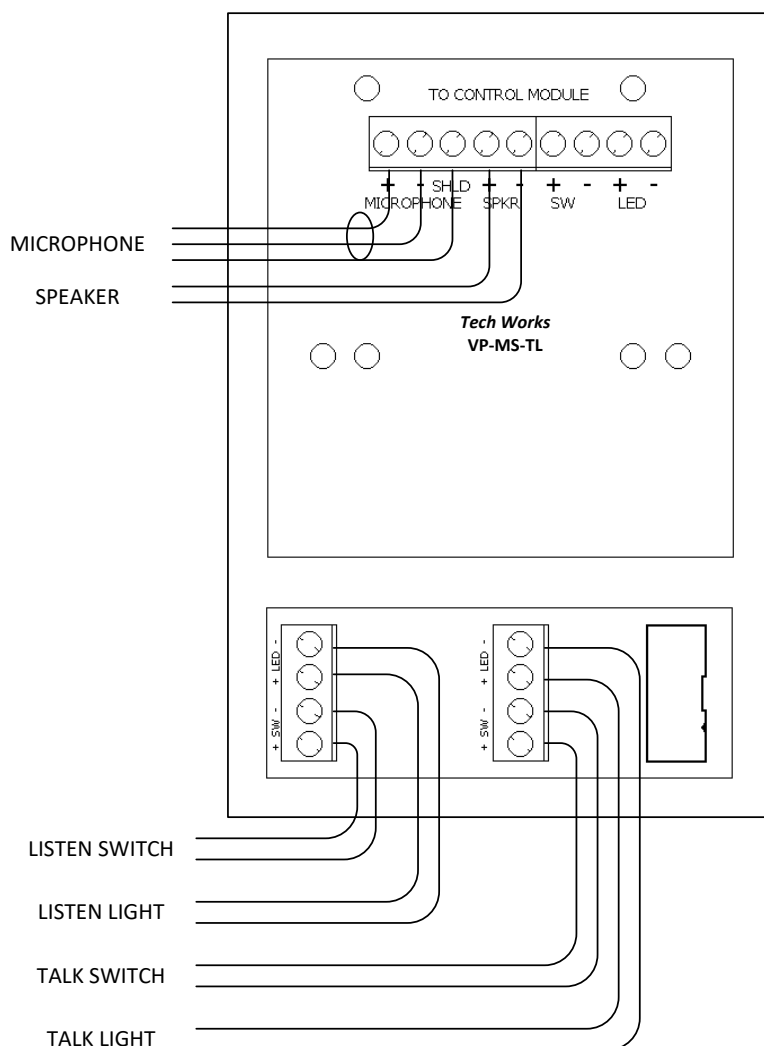 TO CONTROL MODULE
+ - SHLD + - + - + -
MICROPHONE SPKR SW LED
MICROPHONE
SPEAKER
Tech Works
VP-MS-TL
+ SW - + LED -
+ SW - + LED -
LISTEN SWITCH
LISTEN LIGHT
TALK SWITCH
TALK LIGHT